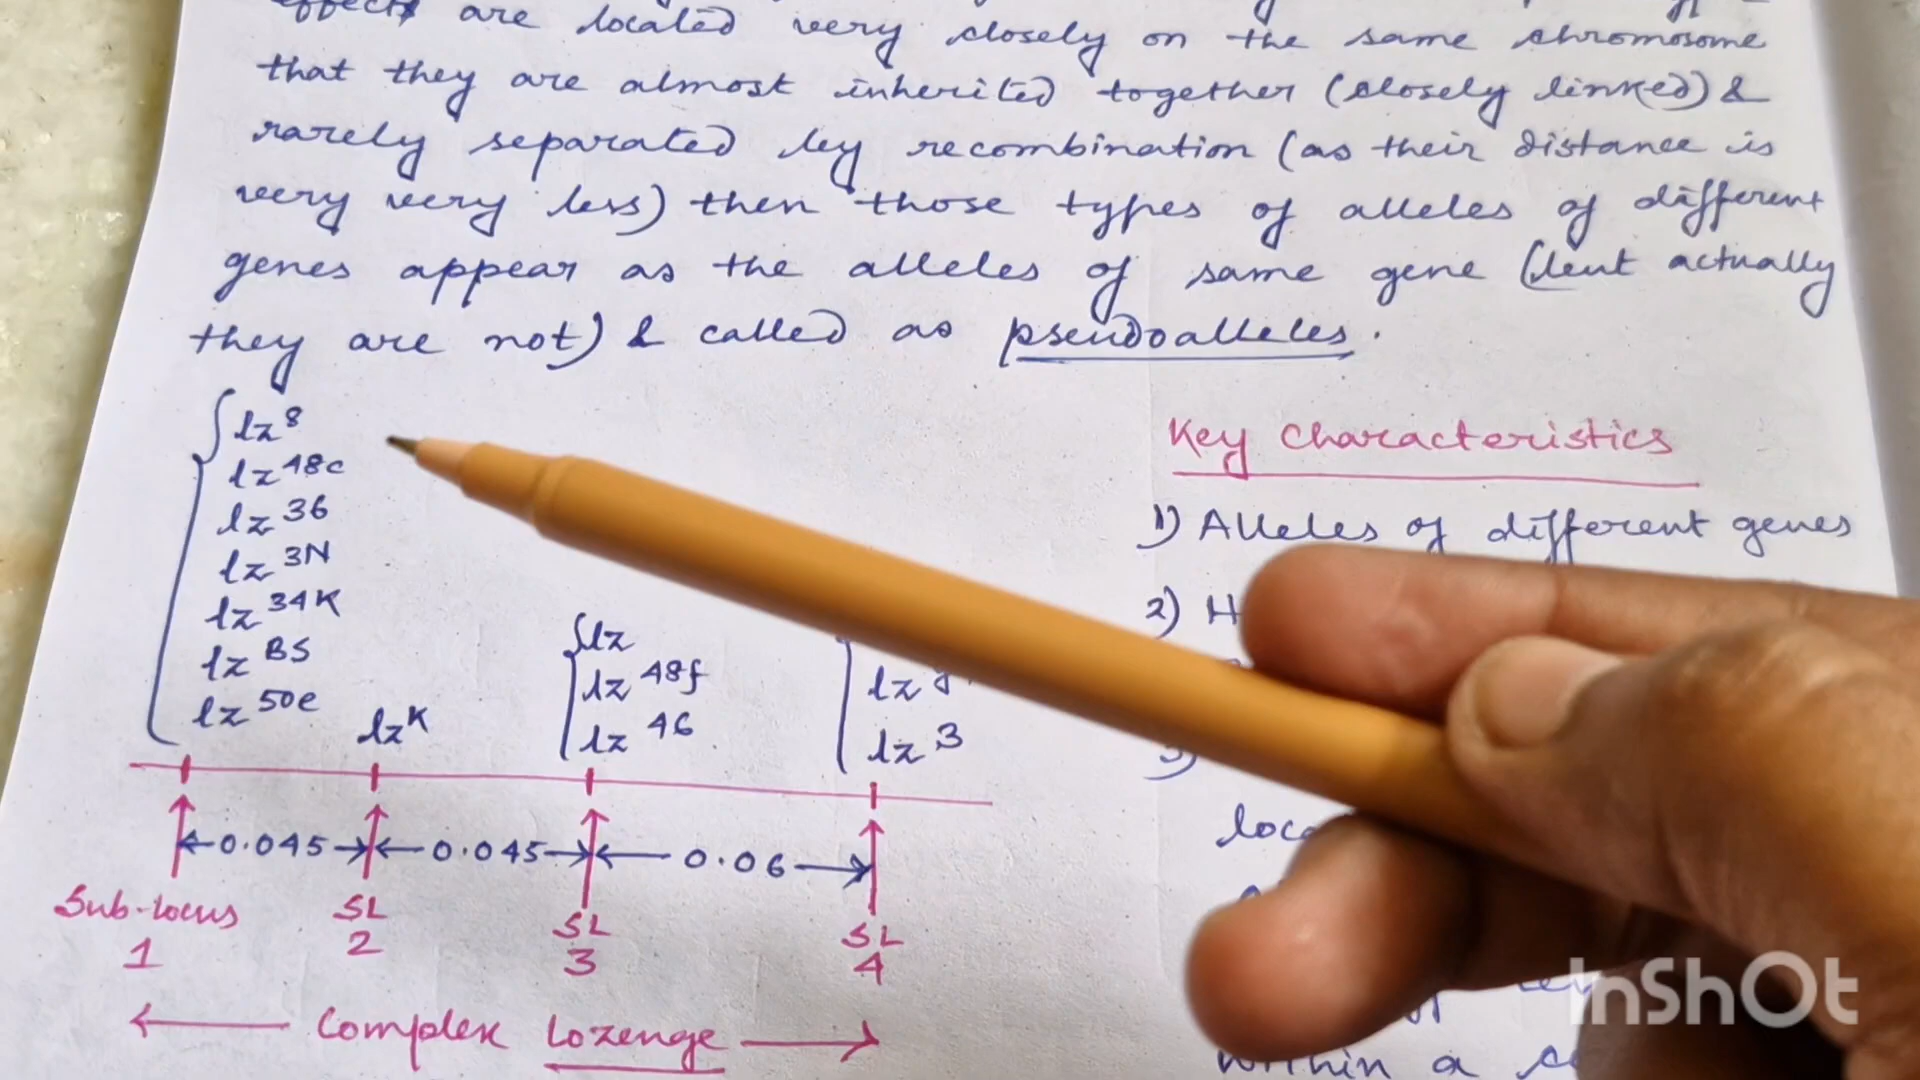 effects are located very closely on the same chromosome
that they are almost inherited together (closely linked) &
rarely separated by recombination (as their distance is
very very less) then those types of alleles of different
genes appear as the alleles of same gene (but actually
they are not) & called as pseudoalleles.
lz⁸
lz⁴⁸ᶜ
lz³⁶
lz³ᴺ
lz³⁴ᴷ
lzᴮˢ
lz⁵⁰ᵉ
lzᴷ
lz
lz⁴⁸ᶠ
lz⁴⁶
lz
lz³
0.045 0.045 0.06
Sub-locus 1
SL 2
SL 3
SL 4
Complex Lozenge
Key Characteristics
1) Alleles of different genes
2) H
3)
within a
InShOt